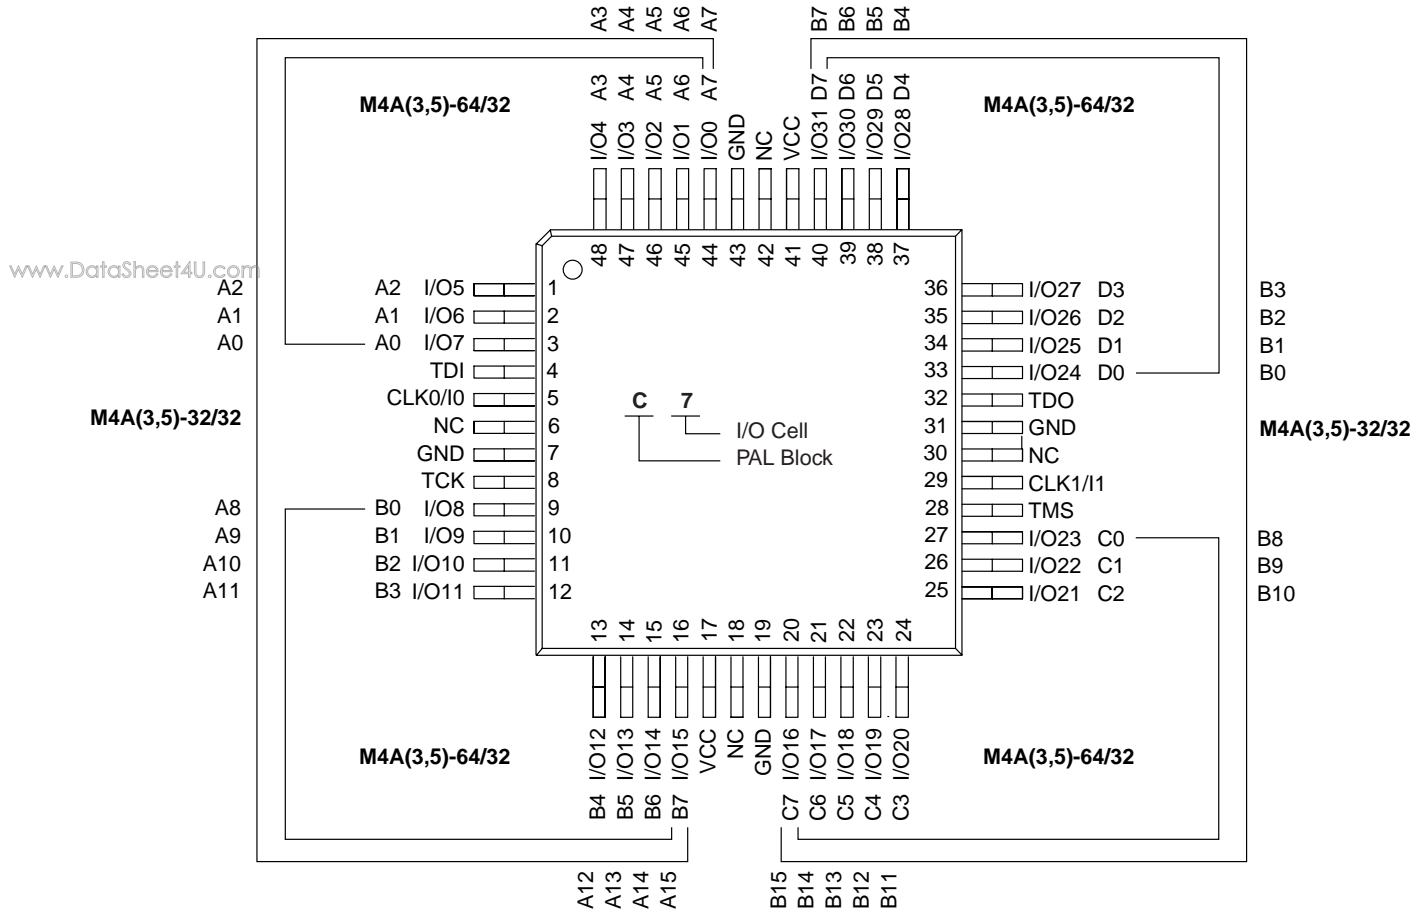 A3 A4 A5 A6 A7 B7 B6 B5 B4
A3 A4 A5 A6 A7 D7 D6 D5 D4
M4A(3,5)-64/32 M4A(3,5)-64/32
I/O4 I/O3 I/O2 I/O1 I/O0 GND NC VCC I/O31 I/O30 I/O29 I/O28
48 47 46 45 44 43 42 41 40 39 38 37
www.DataSheet4U.com
A2 A2 I/O5 1 36 I/O27 D3 B3
A1 A1 I/O6 2 35 I/O26 D2 B2
A0 A0 I/O7 3 34 I/O25 D1 B1
TDI 4 33 I/O24 D0 B0
CLK0/I0 5 32 TDO
C 7
M4A(3,5)-32/32 M4A(3,5)-32/32
NC 6 31 GND
I/O Cell
GND 7 30 NC
PAL Block
TCK 8 29 CLK1/I1
A8 B0 I/O8 9 28 TMS
A9 B1 I/O9 10 27 I/O23 C0 B8
A10 B2 I/O10 11 26 I/O22 C1 B9
A11 B3 I/O11 12 25 I/O21 C2 B10
13 14 15 16 17 18 19 20 21 22 23 24
I/O12 I/O13 I/O14 I/O15 VCC NC GND I/O16 I/O17 I/O18 I/O19 I/O20
M4A(3,5)-64/32 M4A(3,5)-64/32
B4 B5 B6 B7 C7 C6 C5 C4 C3
A12 A13 A14 A15 B15 B14 B13 B12 B11